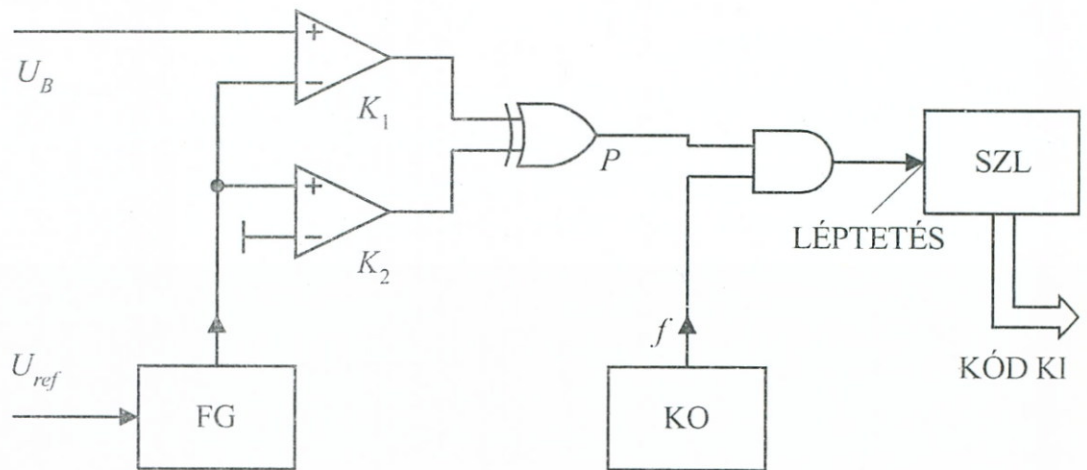 U_B
+
−
K_1
+
−
K_2
P
SZL
LÉPTETÉS
f
KÓD KI
U_ref
FG
KO